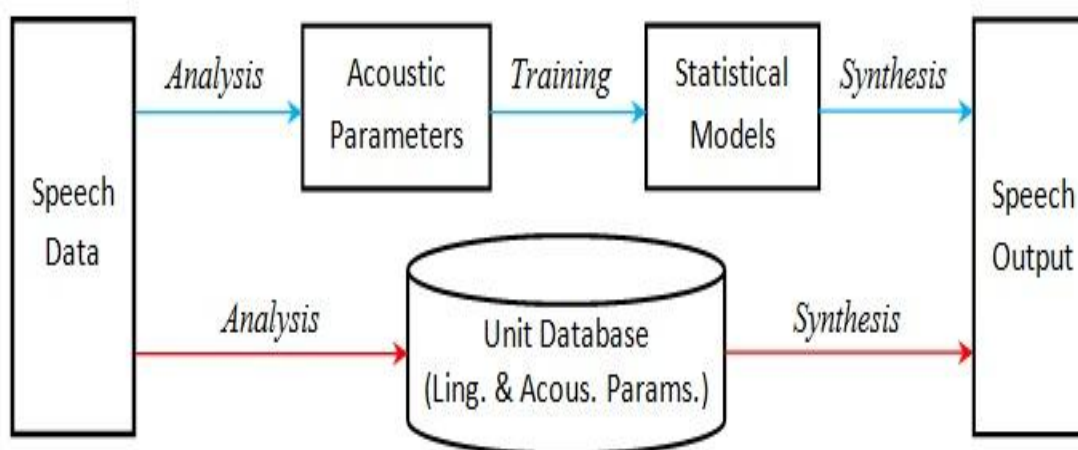 Speech
Data
Analysis
Acoustic
Parameters
Training
Statistical
Models
Synthesis
Analysis
Unit Database
(Ling. & Acous. Params.)
Synthesis
Speech
Output